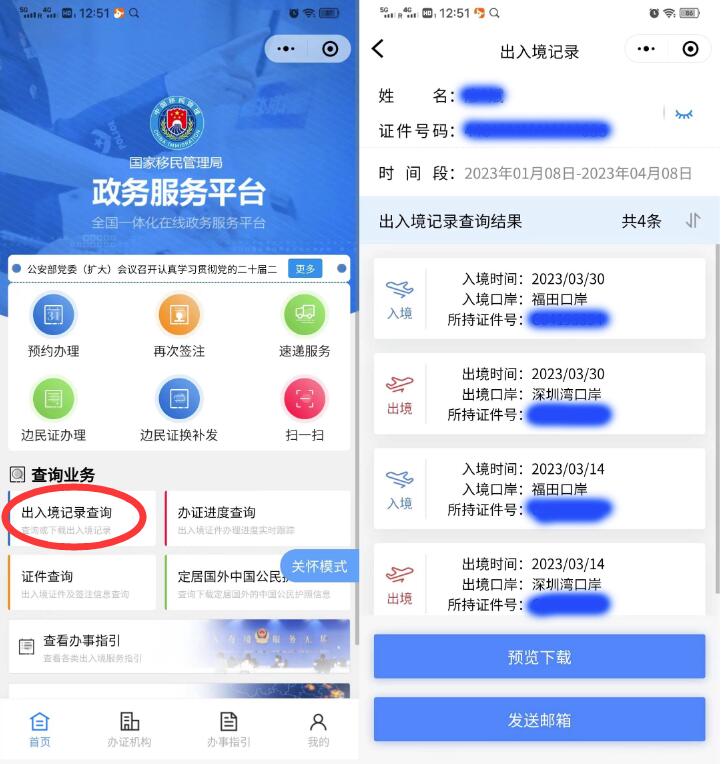 5G 4G HD 12:51
中国移民管理
CHINA IMMIGRATION
国家移民管理局
政务服务平台
全国一体化在线政务服务平台
公安部党委（扩大）会议召开认真学习贯彻党的二十届二
更多
预约办理
再次签注
速递服务
边民证办理
边民证换补发
扫一扫
查询业务
出入境记录查询
查询或下载出入境记录
办证进度查询
出入境证件办理进度实时跟踪
证件查询
出入境证件及签注信息查询
定居国外中国公民护
查询下载定居国外的中国公民护照信息
关怀模式
查看办事指引
查看各类出入境服务指引
首页
办证机构
办事指引
我的
5G R 4G HD 12:51
86
出入境记录
姓 名：
证件号码：
时 间 段：2023年01月08日-2023年04月08日
出入境记录查询结果
共4条
入境
入境时间：2023/03/30
入境口岸：福田口岸
所持证件号：
出境
出境时间：2023/03/30
出境口岸：深圳湾口岸
所持证件号：
入境
入境时间：2023/03/14
入境口岸：福田口岸
所持证件号：
出境
出境时间：2023/03/14
出境口岸：深圳湾口岸
所持证件号：
预览下载
发送邮箱